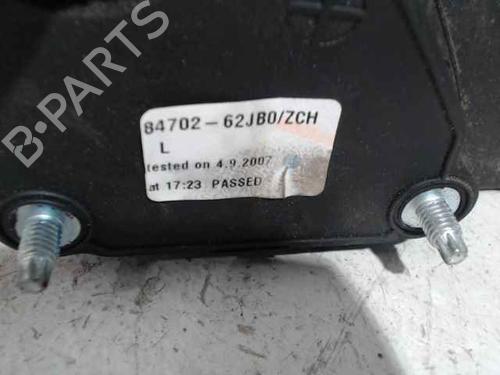 84702-62JB0/ZCH
L
tested on 4.9.2007
at 17:23 PASSED
B-PARTS